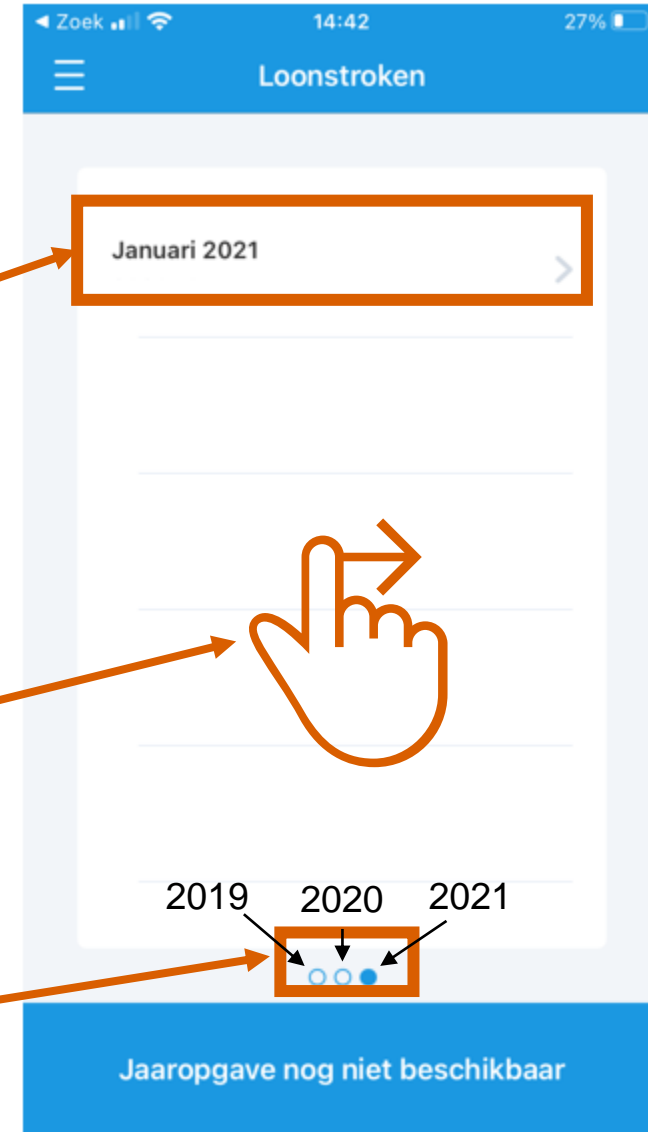 ◀ Zoek 14:42 27%
Loonstroken
Januari 2021
2019 2020 2021
Jaaropgave nog niet beschikbaar